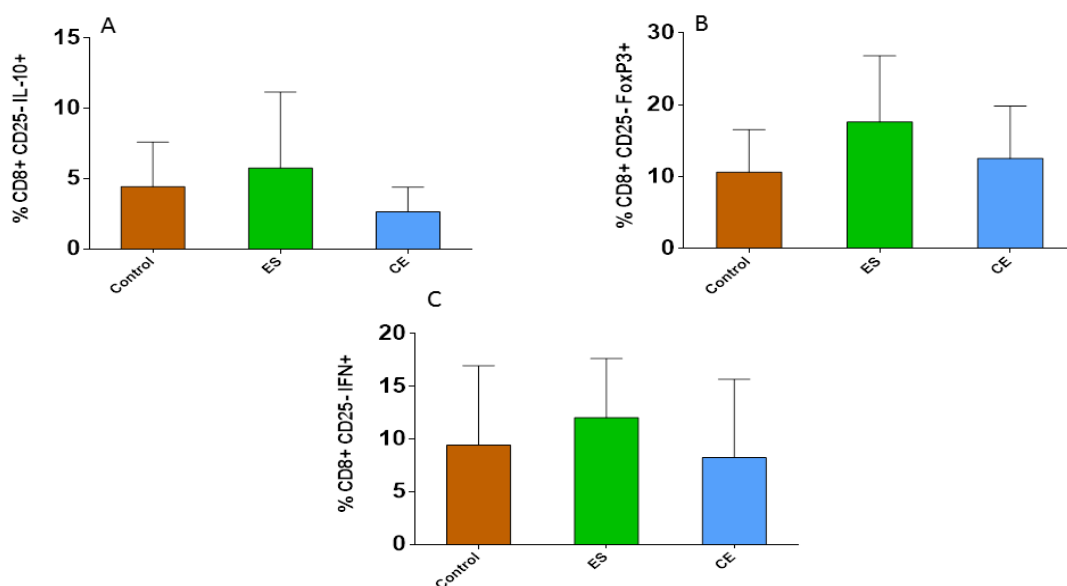 A
% CD8+ CD25- IL-10+
15
10
5
0
Control
ES
CE
B
% CD8+ CD25- FoxP3+
30
20
10
0
Control
ES
CE
C
% CD8+ CD25- IFN+
20
15
10
5
0
Control
ES
CE